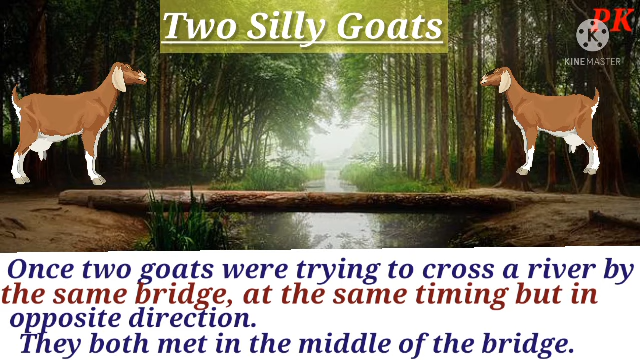 Two Silly Goats
PK
K
KINEMASTER
Once two goats were trying to cross a river by
the same bridge, at the same timing but in
opposite direction.
They both met in the middle of the bridge.